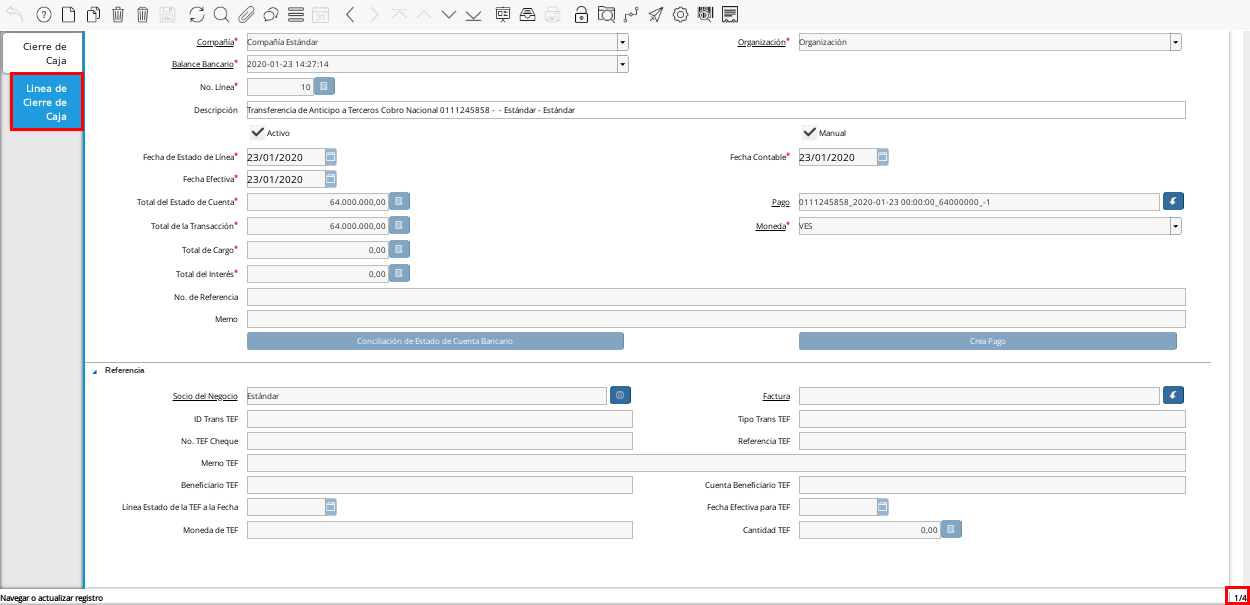 31
Cierre de
Caja
Linea de
Cierre de
Caja
Compañía* Compañía Estándar Organización* Organización
Balance Bancario* 2020-01-23 14:27:14
No. Línea* 10
Descripción Transferencia de Anticipo a Terceros Cobro Nacional 0111245858 - - Estándar - Estándar
Activo Manual
Fecha de Estado de Línea* 23/01/2020 Fecha Contable* 23/01/2020
Fecha Efectiva* 23/01/2020
Total del Estado de Cuenta* 64.000.000,00 Pago 0111245858_2020-01-23 00:00:00_64000000_-1
Total de la Transacción* 64.000.000,00 Moneda* VES
Total de Cargo* 0,00
Total del Interés* 0,00
No. de Referencia
Memo
Conciliación de Estado de Cuenta Bancario Crea Pago
Referencia
Socio del Negocio Estándar Factura
ID Trans TEF Tipo Trans TEF
No. TEF Cheque Referencia TEF
Memo TEF
Beneficiario TEF Cuenta Beneficiario TEF
Línea Estado de la TEF a la Fecha Fecha Efectiva para TEF
Moneda de TEF Cantidad TEF 0,00
Navegar o actualizar registro 1/4